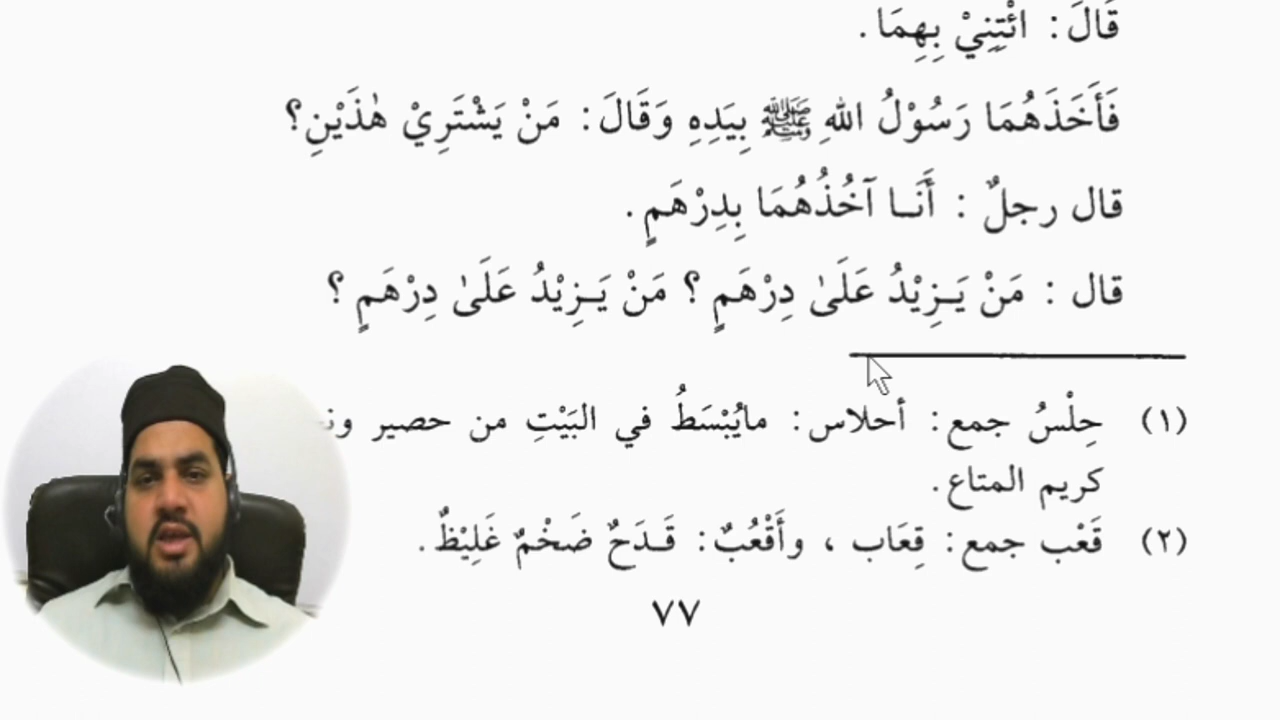 قَالَ: ائْتِنِيْ بِهِمَا.
فَأَخَذَهُمَا رَسُوْلُ اللهِ ﷺ بِيَدِهِ وَقَالَ: مَنْ يَشْتَرِيْ هٰذَيْنِ؟
قال رجلٌ: أَنَا آخُذُهُمَا بِدِرْهَمٍ.
قال: مَنْ يَزِيْدُ عَلَىٰ دِرْهَمٍ؟ مَنْ يَزِيْدُ عَلَىٰ دِرْهَمٍ؟
(١) حِلْسُ جمع: أحلاس: مايُبْسَطُ في البَيْتِ من حصير
كريم المتاع.
(٢) قَعْب جمع: قِعَاب، وأَقْعُبٌ: قَدَحٌ ضَخْمٌ غَلِيْظٌ.
٧٧